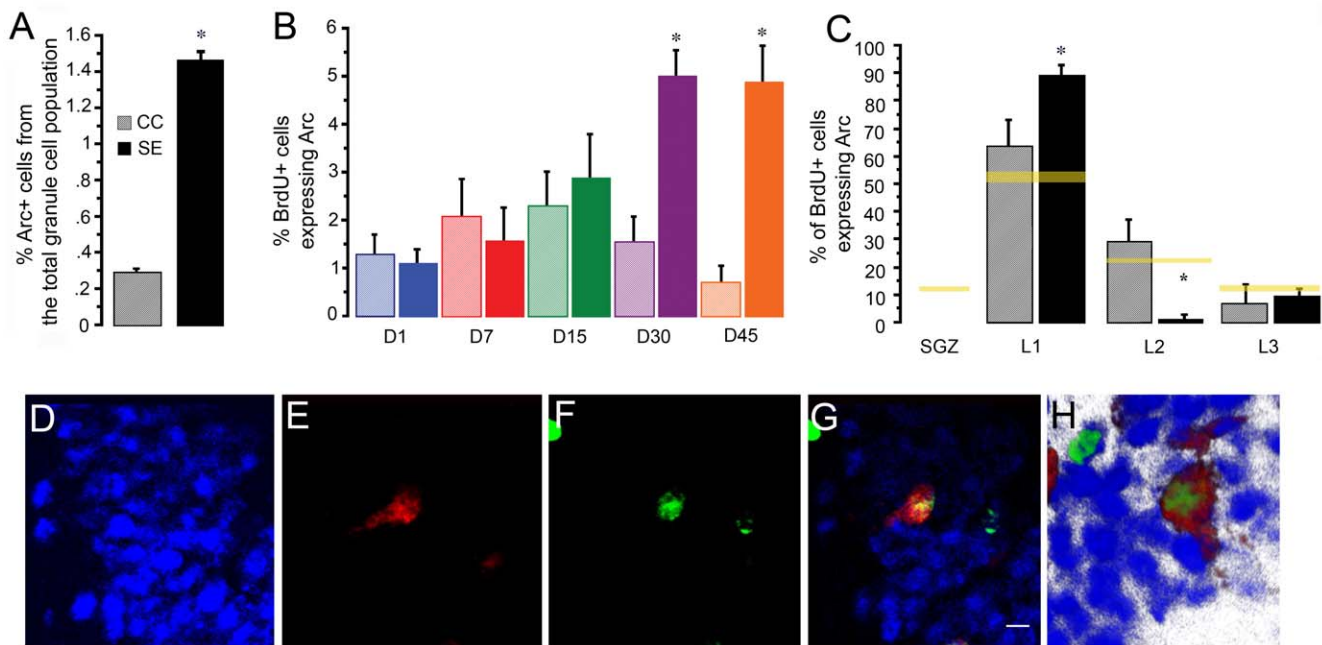 A
% Arc+ cells from
the total granule cell population
1.6
1.4
1.2
1
.8
.6
.4
.2
0
*
CC
SE
B
% BrdU+ cells
expressing Arc
6
5
4
3
2
1
0
*
*
D1
D7
D15
D30
D45
C
% of BrdU+ cells
expressing Arc
100
90
80
70
60
50
40
30
20
10
0
*
*
SGZ
L1
L2
L3
D
E
F
G
H